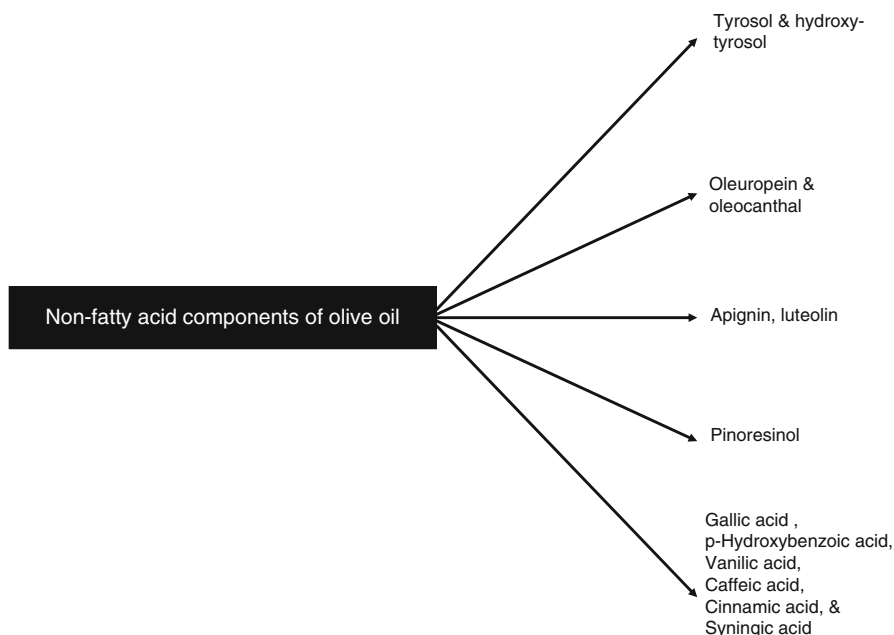 Tyrosol & hydroxy-
tyrosol
Oleuropein &
oleocanthal
Non-fatty acid components of olive oil
Apignin, luteolin
Pinoresinol
Gallic acid ,
p-Hydroxybenzoic acid,
Vanilic acid,
Caffeic acid,
Cinnamic acid, &
Syningic acid